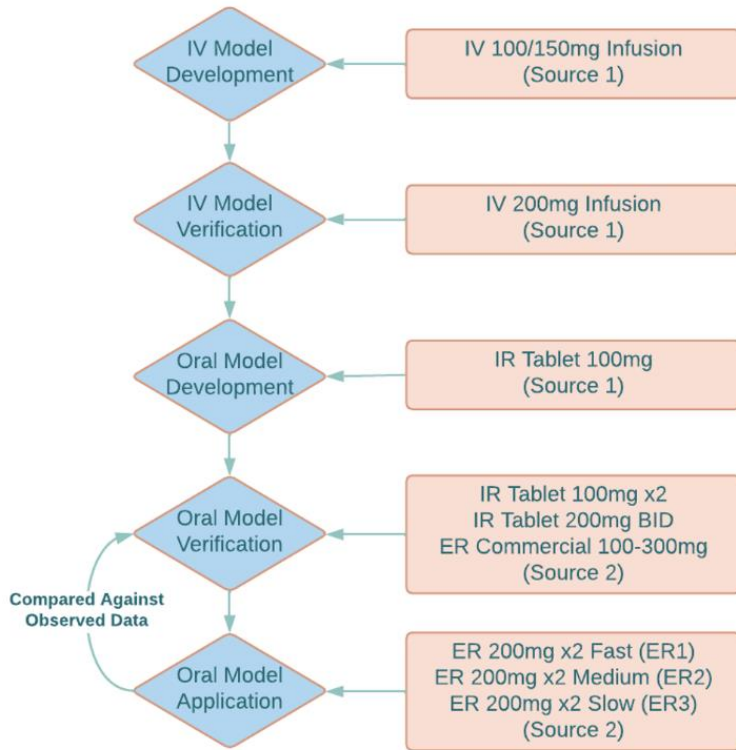 IV Model
Development
IV 100/150mg Infusion
(Source 1)
IV Model
Verification
IV 200mg Infusion
(Source 1)
Oral Model
Development
IR Tablet 100mg
(Source 1)
Oral Model
Verification
IR Tablet 100mg x2
IR Tablet 200mg BID
ER Commercial 100-300mg
(Source 2)
Compared Against
Observed Data
Oral Model
Application
ER 200mg x2 Fast (ER1)
ER 200mg x2 Medium (ER2)
ER 200mg x2 Slow (ER3)
(Source 2)